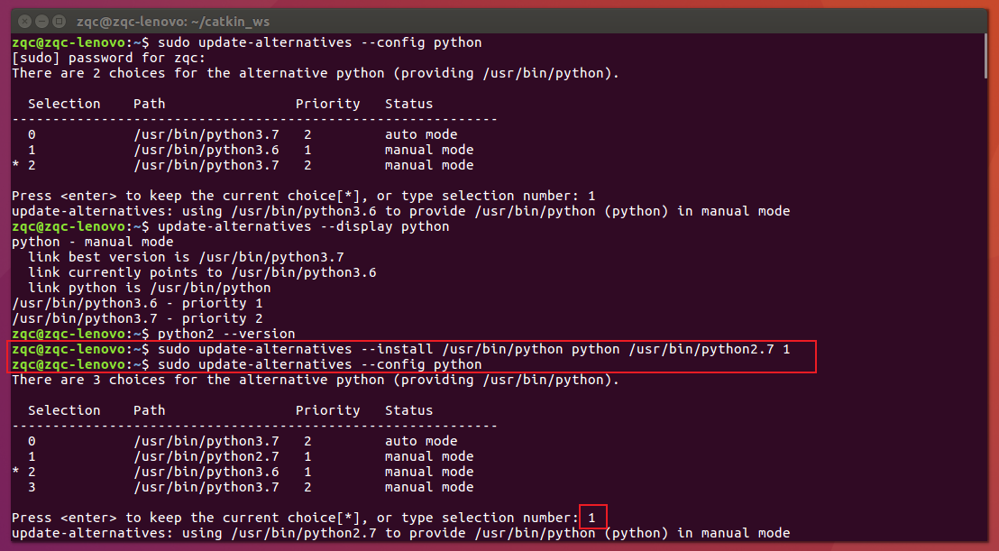 zqc@zqc-lenovo: ~/catkin_ws
zqc@zqc-lenovo:~$ sudo update-alternatives --config python
[sudo] password for zqc:
There are 2 choices for the alternative python (providing /usr/bin/python).
  Selection    Path                Priority   Status
------------------------------------------------------------
  0            /usr/bin/python3.7   2         auto mode
  1            /usr/bin/python3.6   1         manual mode
* 2            /usr/bin/python3.7   2         manual mode
Press <enter> to keep the current choice[*], or type selection number: 1
update-alternatives: using /usr/bin/python3.6 to provide /usr/bin/python (python) in manual mode
zqc@zqc-lenovo:~$ update-alternatives --display python
python - manual mode
  link best version is /usr/bin/python3.7
  link currently points to /usr/bin/python3.6
  link python is /usr/bin/python
/usr/bin/python3.6 - priority 1
/usr/bin/python3.7 - priority 2
zqc@zqc-lenovo:~$ python2 --version
zqc@zqc-lenovo:~$ sudo update-alternatives --install /usr/bin/python python /usr/bin/python2.7 1
zqc@zqc-lenovo:~$ sudo update-alternatives --config python
There are 3 choices for the alternative python (providing /usr/bin/python).
  Selection    Path                Priority   Status
------------------------------------------------------------
  0            /usr/bin/python3.7   2         auto mode
  1            /usr/bin/python2.7   1         manual mode
* 2            /usr/bin/python3.6   1         manual mode
  3            /usr/bin/python3.7   2         manual mode
Press <enter> to keep the current choice[*], or type selection number: 1
update-alternatives: using /usr/bin/python2.7 to provide /usr/bin/python (python) in manual mode